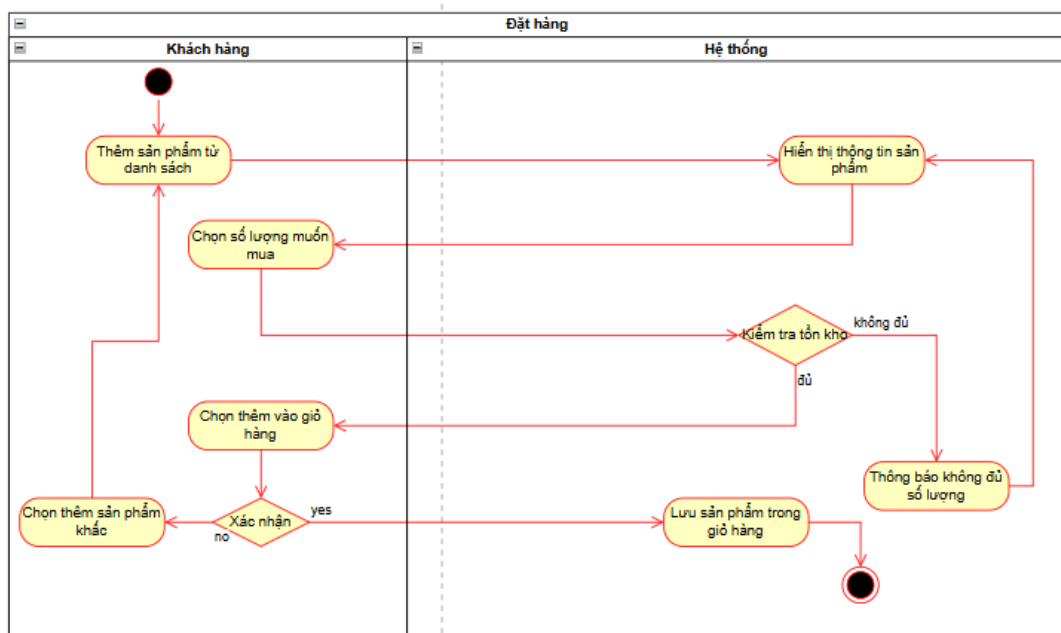 Đặt hàng
Khách hàng
Hệ thống
Thêm sản phẩm từ
danh sách
Hiển thị thông tin sản
phẩm
Chọn số lượng muốn
mua
Kiểm tra tồn kho
không đủ
đủ
Chọn thêm vào giỏ
hàng
Thông báo không đủ
số lượng
Chọn thêm sản phẩm
khấc
no
Xác nhận
yes
Lưu sản phẩm trong
giỏ hàng